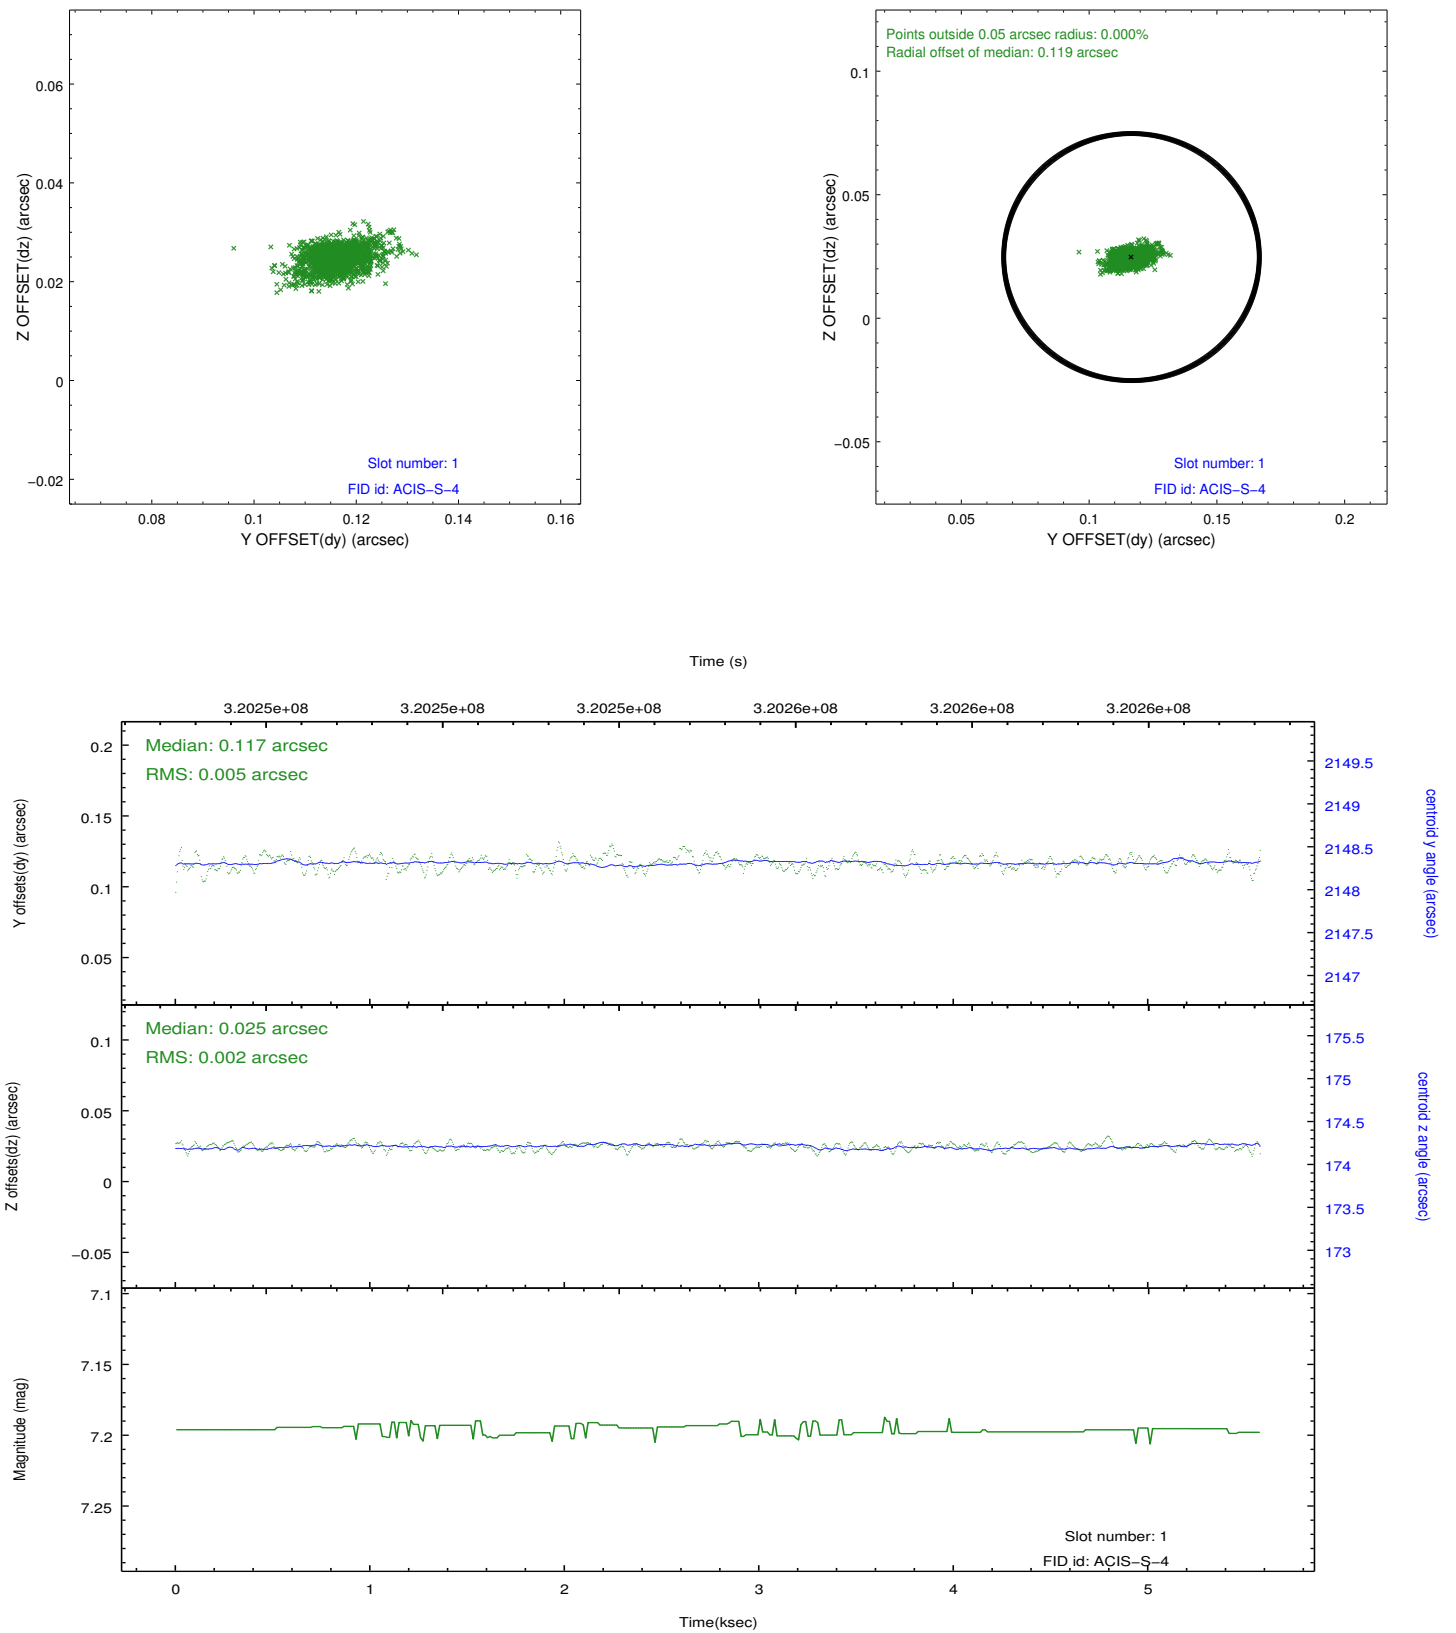 0.06
0.04
0.02
0
−0.02
Z OFFSET(dz) (arcsec)
Slot number: 1
FID id: ACIS−S−4
0.08
0.1
0.12
0.14
0.16
Y OFFSET(dy) (arcsec)
Points outside 0.05 arcsec radius: 0.000%
Radial offset of median: 0.119 arcsec
0.1
0.05
0
−0.05
Z OFFSET(dz) (arcsec)
Slot number: 1
FID id: ACIS−S−4
0.05
0.1
0.15
0.2
Y OFFSET(dy) (arcsec)
Time (s)
3.2025e+08
3.2025e+08
3.2025e+08
3.2026e+08
3.2026e+08
3.2026e+08
Median: 0.117 arcsec
RMS: 0.005 arcsec
0.2
0.15
0.1
0.05
Y offsets(dy) (arcsec)
2149.5
2149
2148.5
2148
2147.5
2147
centroid y angle (arcsec)
Median: 0.025 arcsec
RMS: 0.002 arcsec
0.1
0.05
0
−0.05
Z offsets(dz) (arcsec)
175.5
175
174.5
174
173.5
173
centroid z angle (arcsec)
7.1
7.15
7.2
7.25
Magnitude (mag)
Slot number: 1
FID id: ACIS−S−4
0
1
2
3
4
5
Time(ksec)